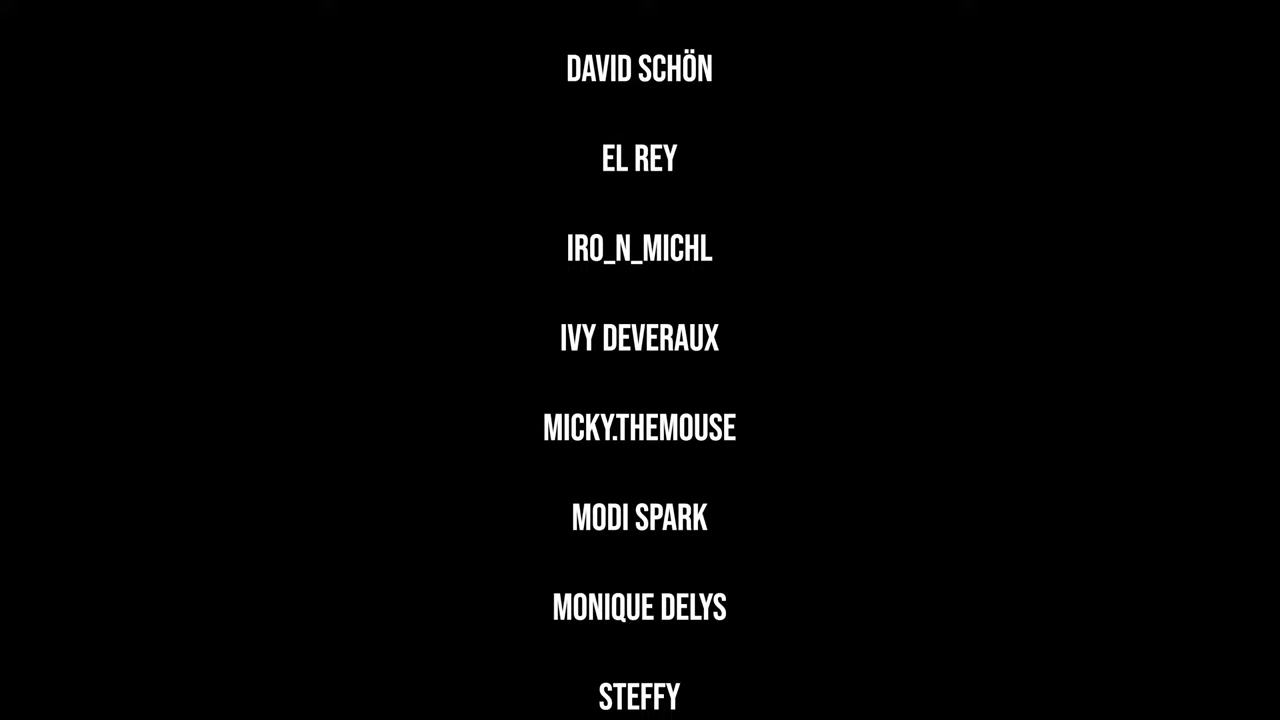 DAVID SCHÖN
EL REY
IRO_N_MICHL
IVY DEVERAUX
MICKY.THEMOUSE
MODI SPARK
MONIQUE DELYS
STEFFY